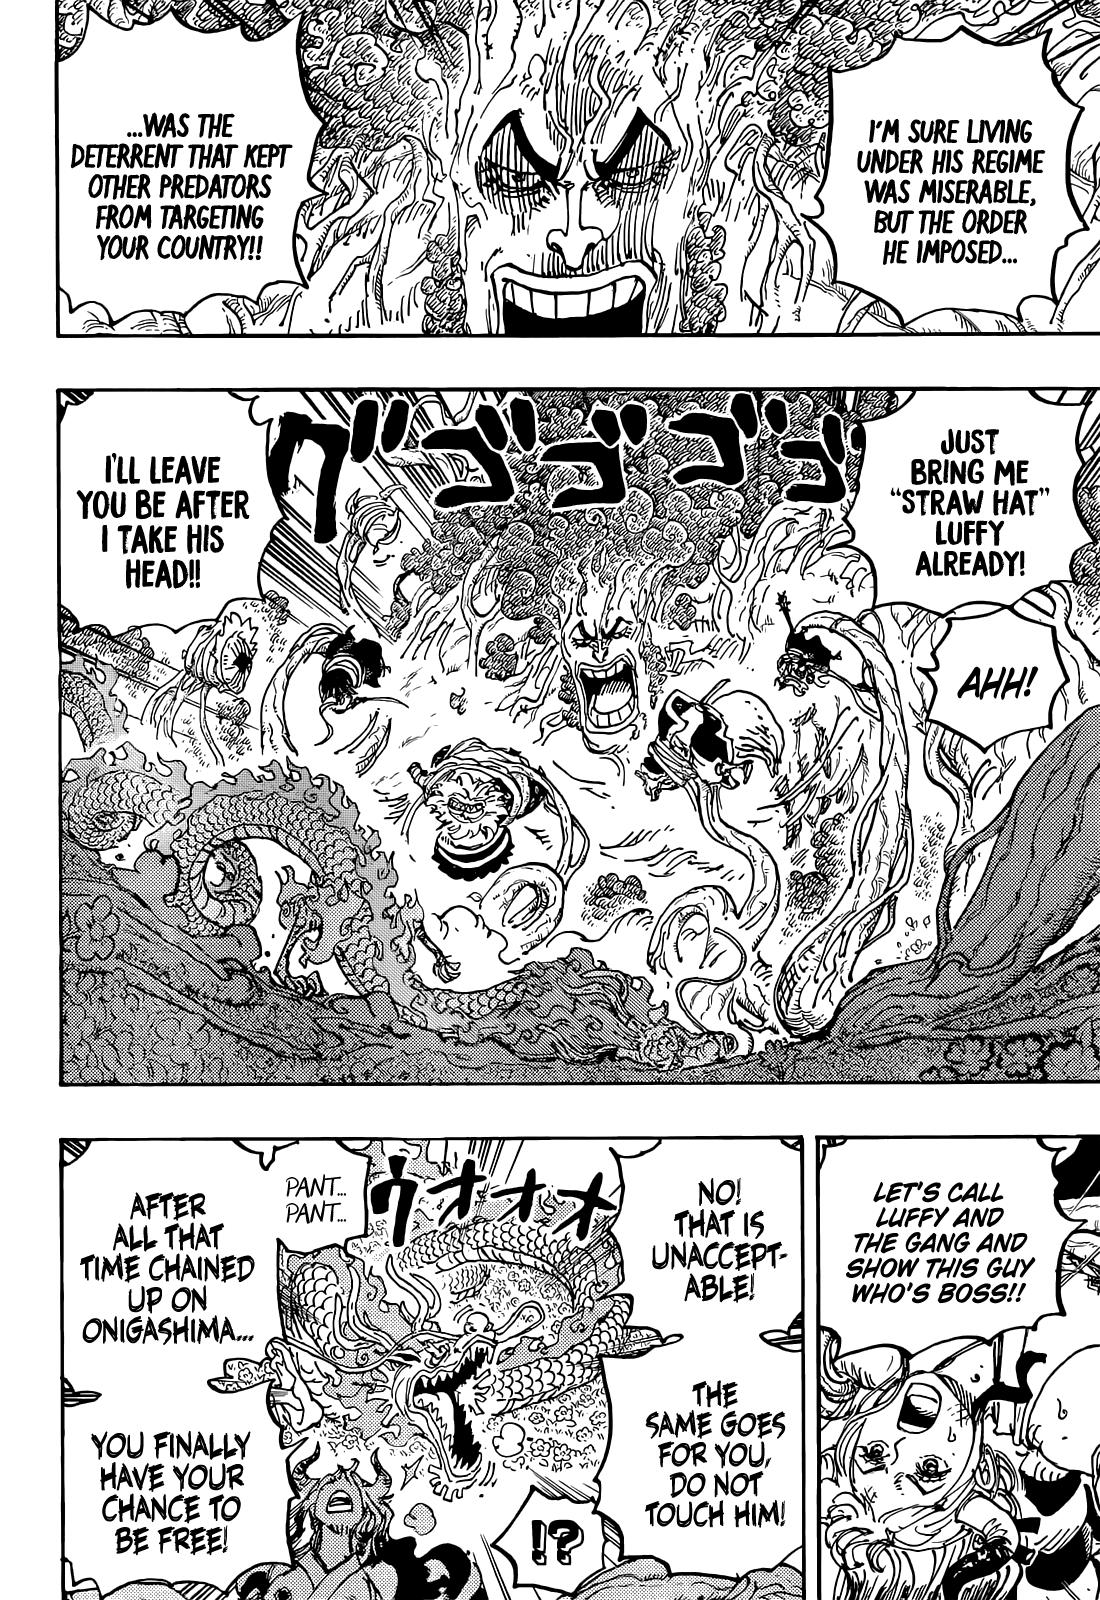 I'M SURE LIVING
UNDER HIS REGIME
WAS MISERABLE,
BUT THE ORDER
HE IMPOSED...
...WAS THE
DETERRENT THAT KEPT
OTHER PREDATORS
FROM TARGETING
YOUR COUNTRY!!
JUST
BRING ME
"STRAW HAT"
LUFFY
ALREADY!
AHH!
ググゴゴゴゴ
I'LL LEAVE
YOU BE AFTER
I TAKE HIS
HEAD!!
LET'S CALL
LUFFY AND
THE GANG AND
SHOW THIS GUY
WHO'S BOSS!!
NO!
THAT IS
UNACCEPT-
ABLE!
THE
SAME GOES
FOR YOU,
DO NOT
TOUCH HIM!
!?
ウオオオオ
PANT...
PANT...
AFTER
ALL THAT
TIME CHAINED
UP ON
ONIGASHIMA...
YOU FINALLY
HAVE YOUR
CHANCE TO
BE FREE!